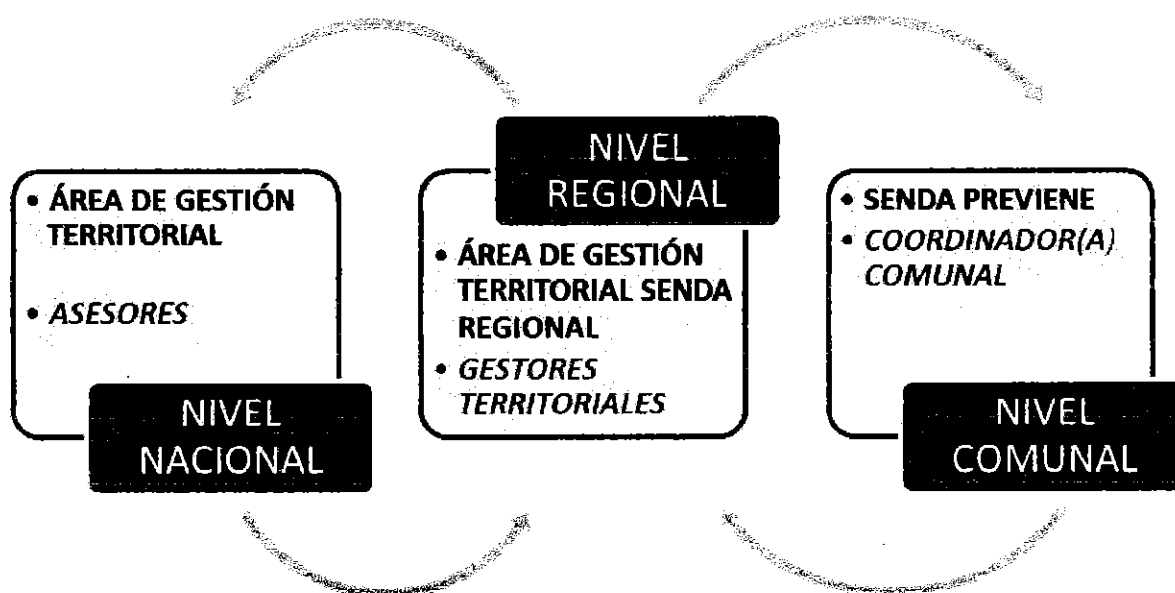 • ÁREA DE GESTIÓN
TERRITORIAL
• ASESORES
NIVEL
NACIONAL
NIVEL
REGIONAL
• ÁREA DE GESTIÓN
TERRITORIAL SENDA
REGIONAL
• GESTORES
TERRITORIALES
• SENDA PREVIENE
• COORDINADOR(A)
COMUNAL
NIVEL
COMUNAL